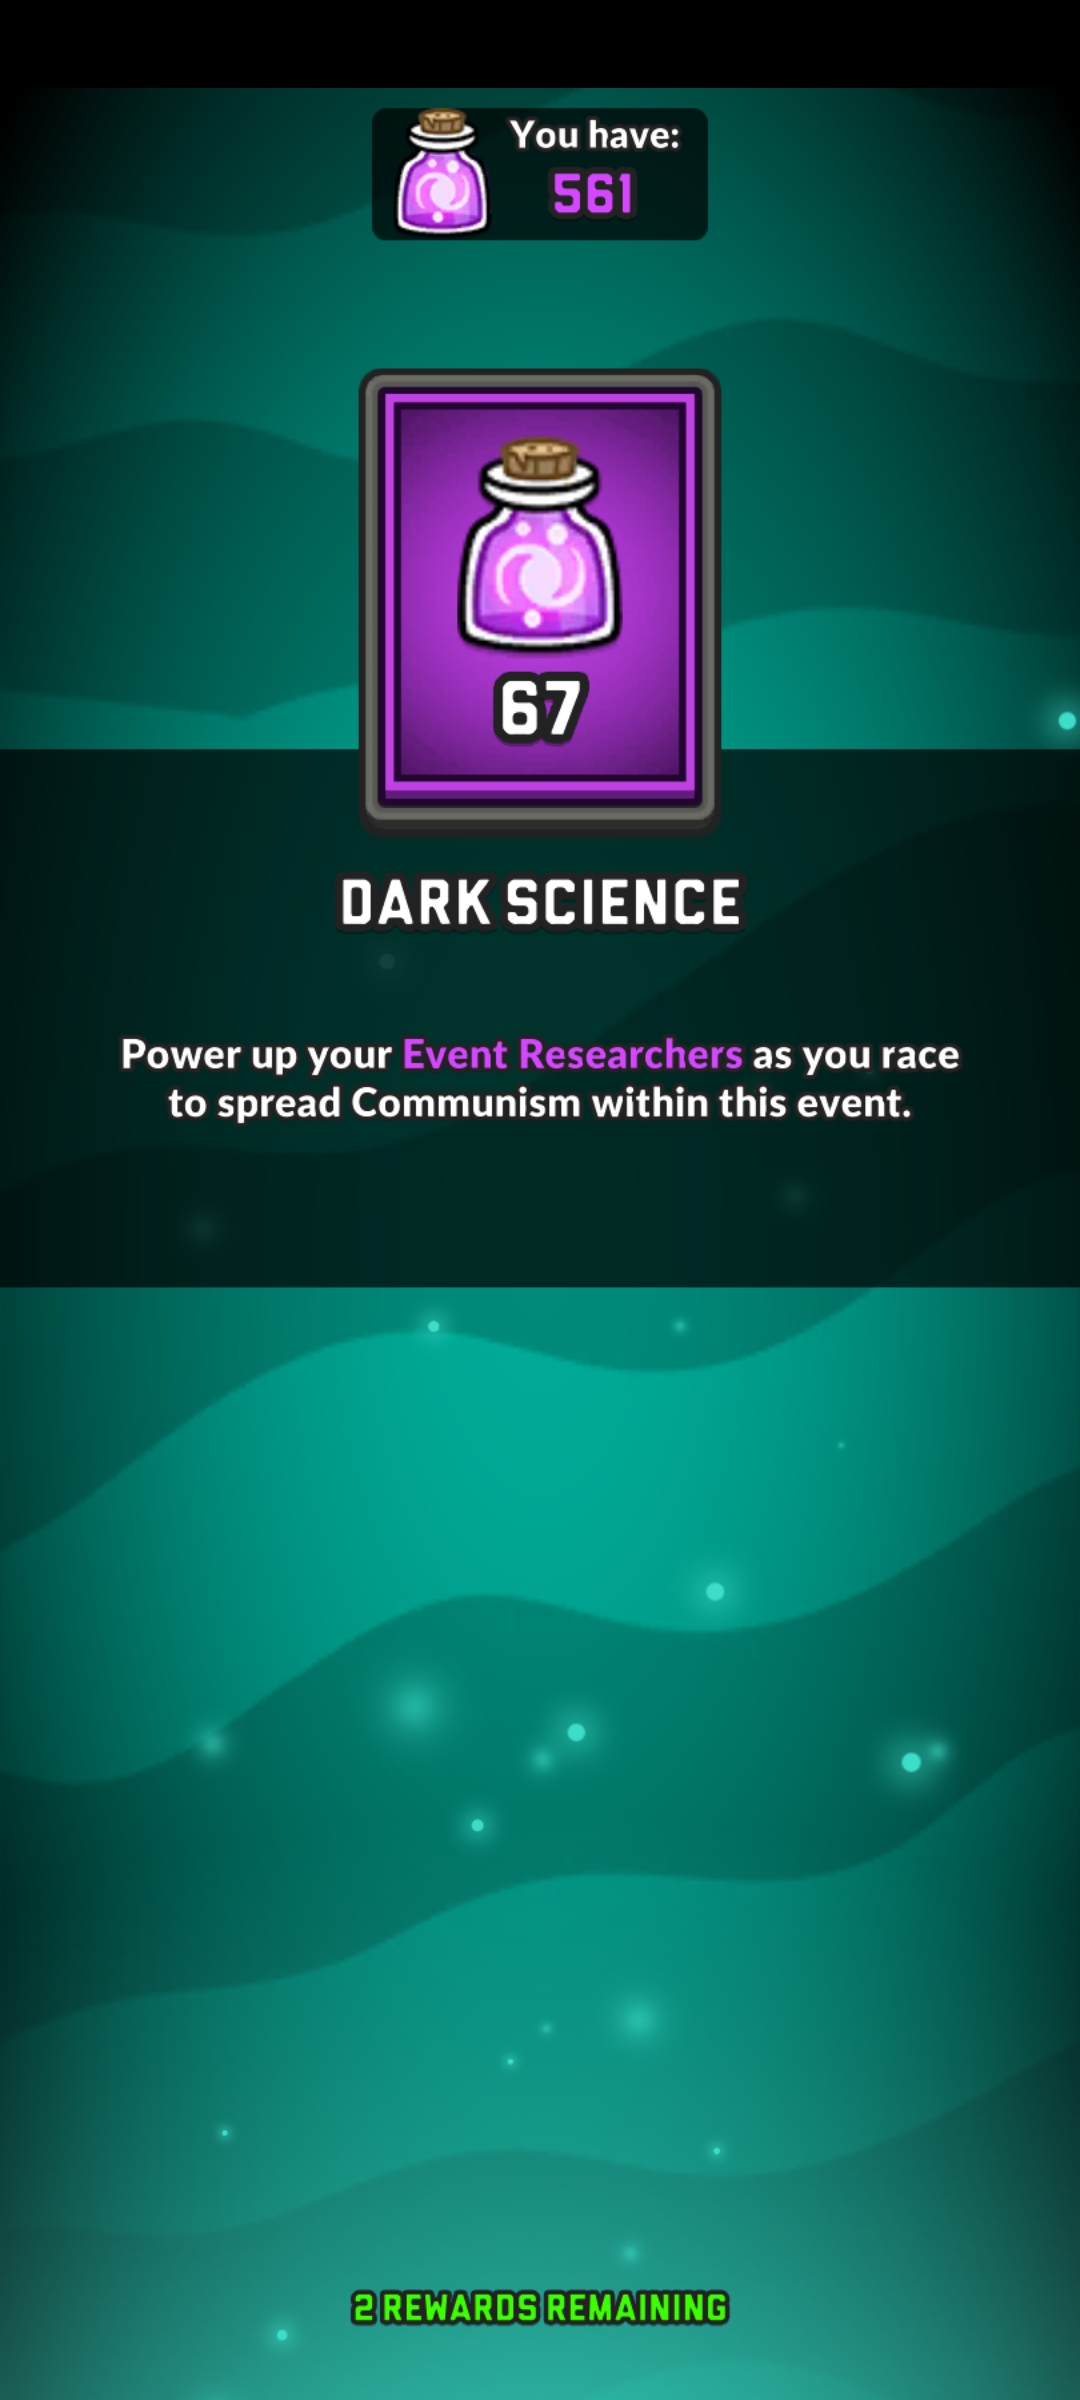 You have:
561
67
DARK SCIENCE
Power up your Event Researchers as you race
to spread Communism within this event.
2 REWARDS REMAINING